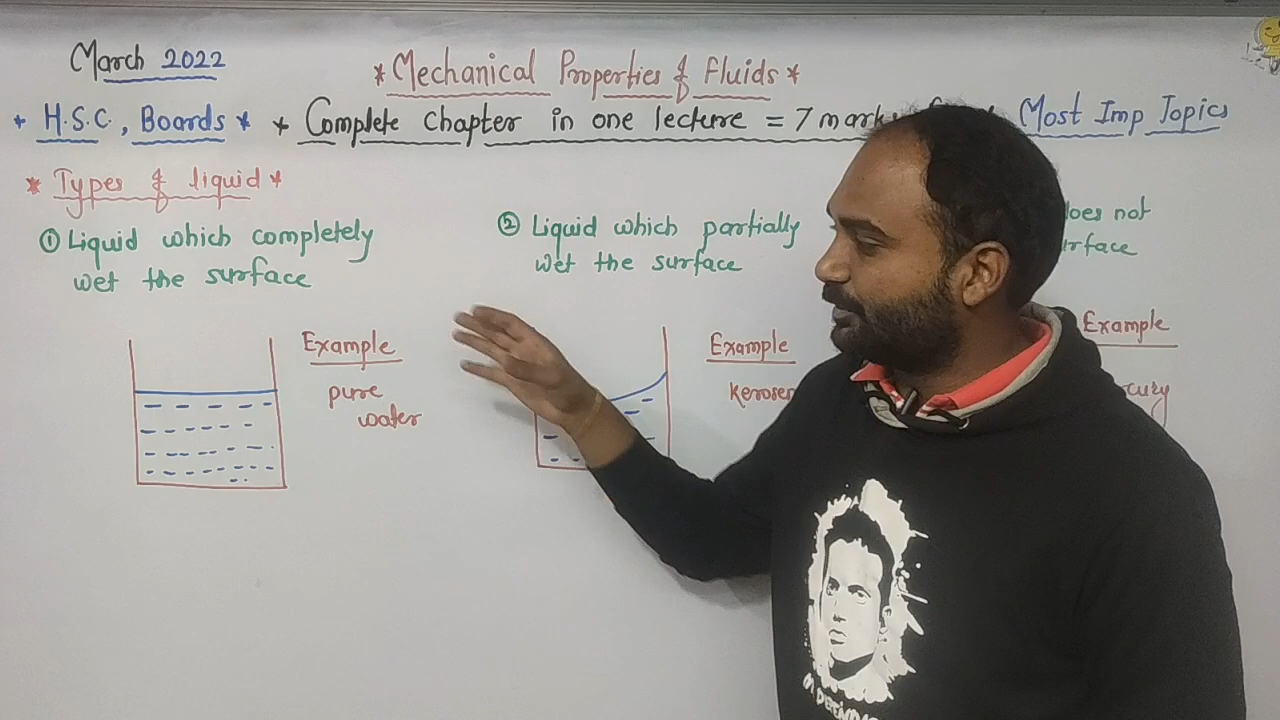 March 2022
* Mechanical Properties of Fluids *
* H.S.C, Boards * * Complete chapter in one lecture = 7 mark Most Imp Topics
* Types of liquid *
① Liquid which completely
wet the surface
② Liquid which partially
wet the surface
does not
Example
pure
water
Example
Example